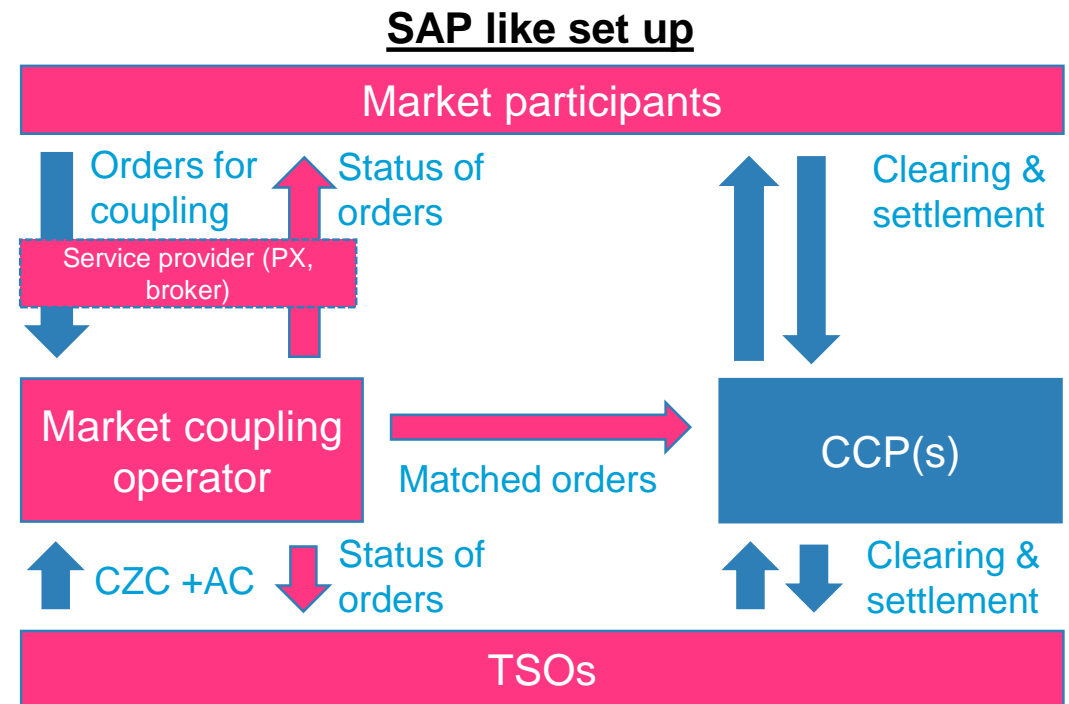 SAP like set up
Market participants
Orders for
coupling
Status of
orders
Clearing &
settlement
Service provider (PX,
broker)
Market coupling
operator
Matched orders
CCP(s)
CZC +AC
Status of
orders
Clearing &
settlement
TSOs